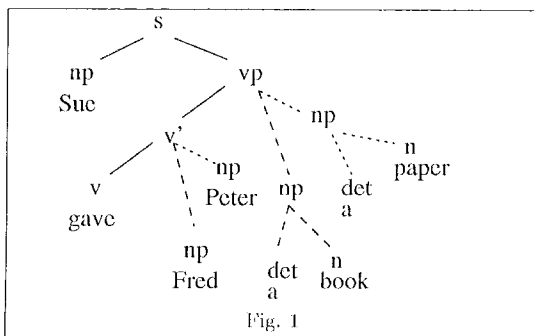 s
np vp
Sue
np
v' n
paper
v np
Peter np det
a
gave
np
Fred det n
a book
Fig. 1